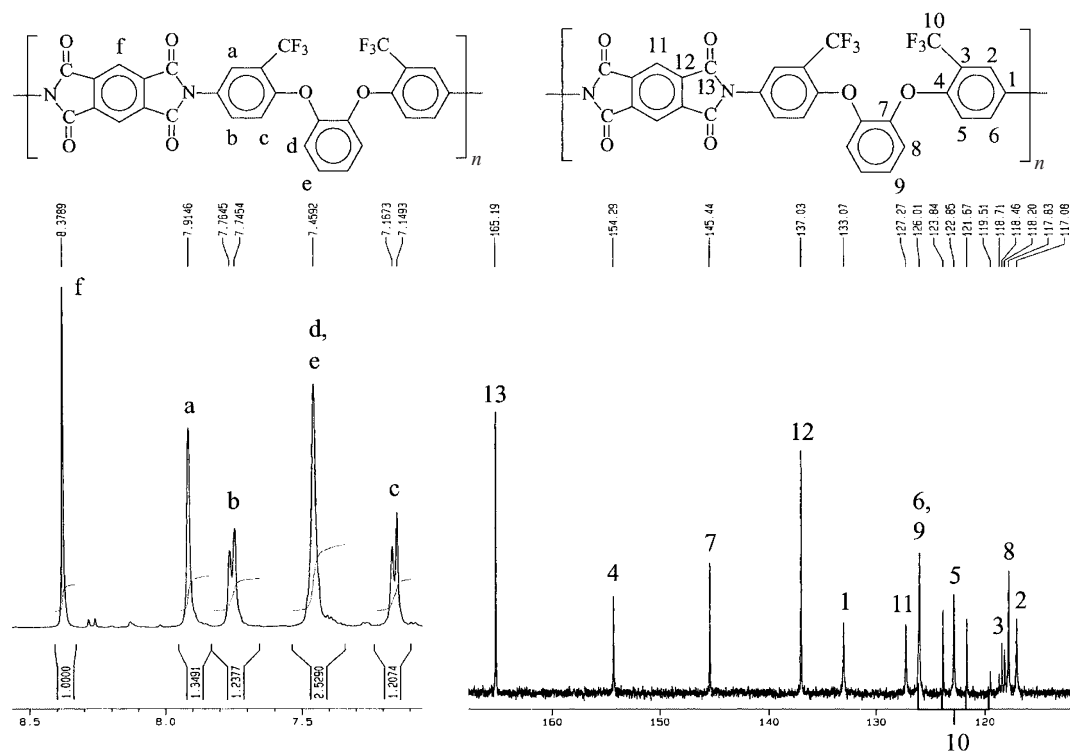 f a CF3 F3C
O O O O
N N
O O O O
b c d
e
n
10
F3C 3 2
CF3
11 12 13
O O O O
N N
O O O O
4 1
7 5 6
8
9
n
8.3789 7.9146 7.7645 7.7454 7.4592 7.1673 7.1493
165.19 154.29 145.44 137.03 133.07 127.27 126.01 123.84 122.85 121.67 119.51 118.71 118.46 118.20 117.83 117.08
f
d,
e
a
b
c
13
12
6,
9
7
4
5
8
1
11
3
2
1.0000 1.3491 1.2377 2.5290 1.2074
8.5 8.0 7.5
160 150 140 130 120
10